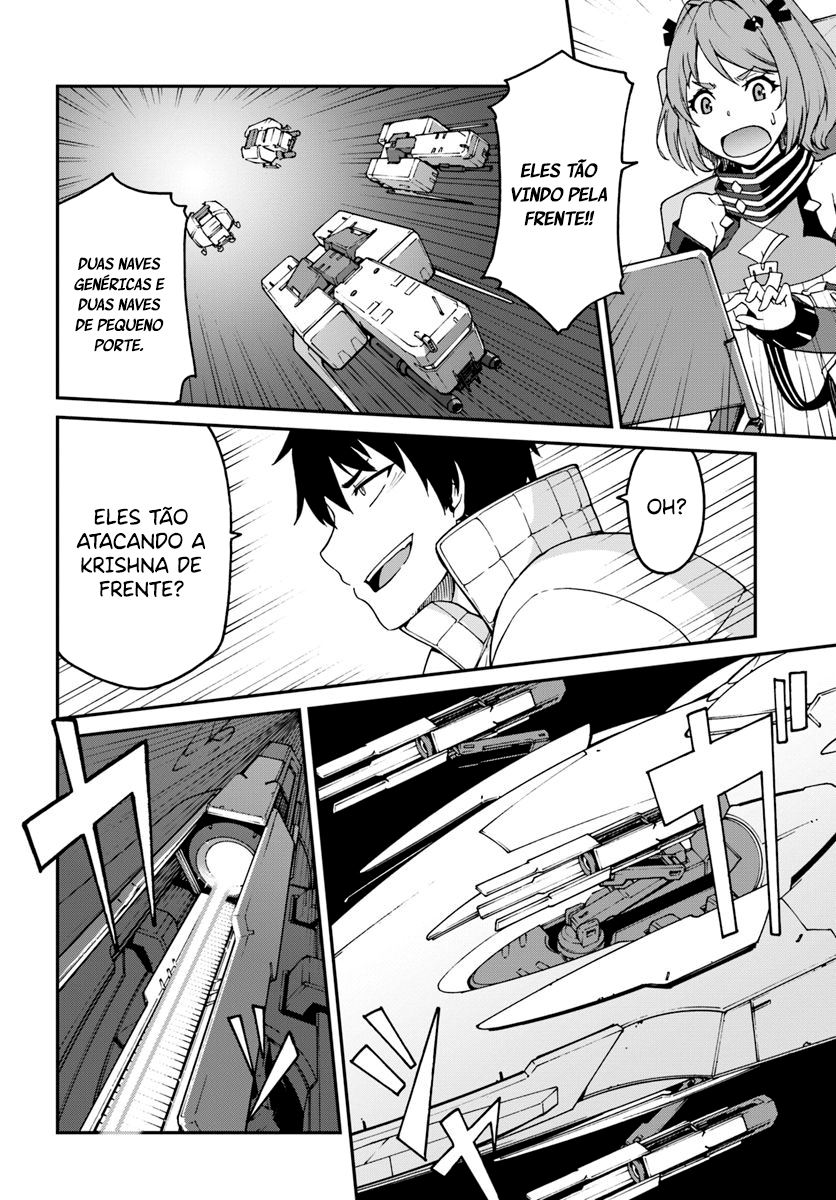 ELES TÃO
VINDO PELA
FRENTE!!
DUAS NAVES
GENÉRICAS E
DUAS NAVES
DE PEQUENO
PORTE.
OH?
ELES TÃO
ATACANDO A
KRISHNA DE
FRENTE?